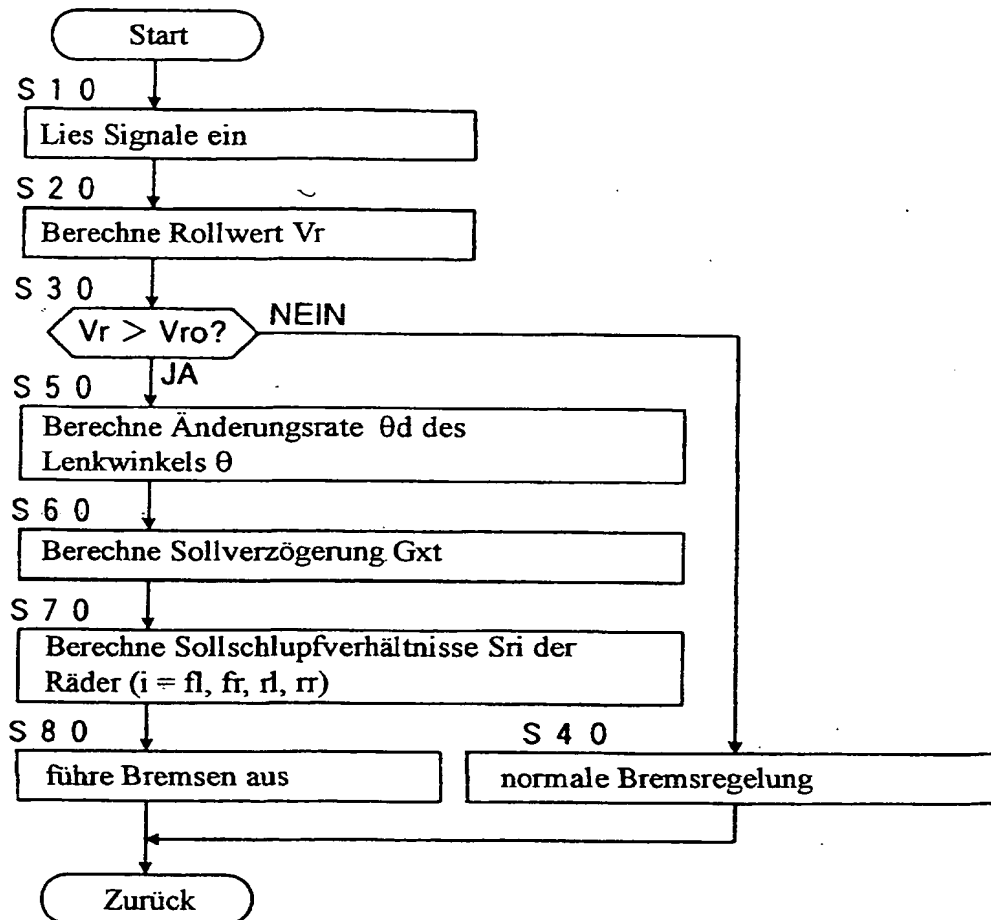 Start
S 1 0
Lies Signale ein
S 2 0
Berechne Rollwert Vr
S 3 0
Vr > Vro?
NEIN
JA
S 5 0
Berechne Änderungsrate θd des
Lenkwinkels θ
S 6 0
Berechne Sollverzögerung Gxt
S 7 0
Berechne Sollschlupfverhältnisse Sri der
Räder (i = fl, fr, rl, rr)
S 8 0
führe Bremsen aus
S 4 0
normale Bremsregelung
Zurück